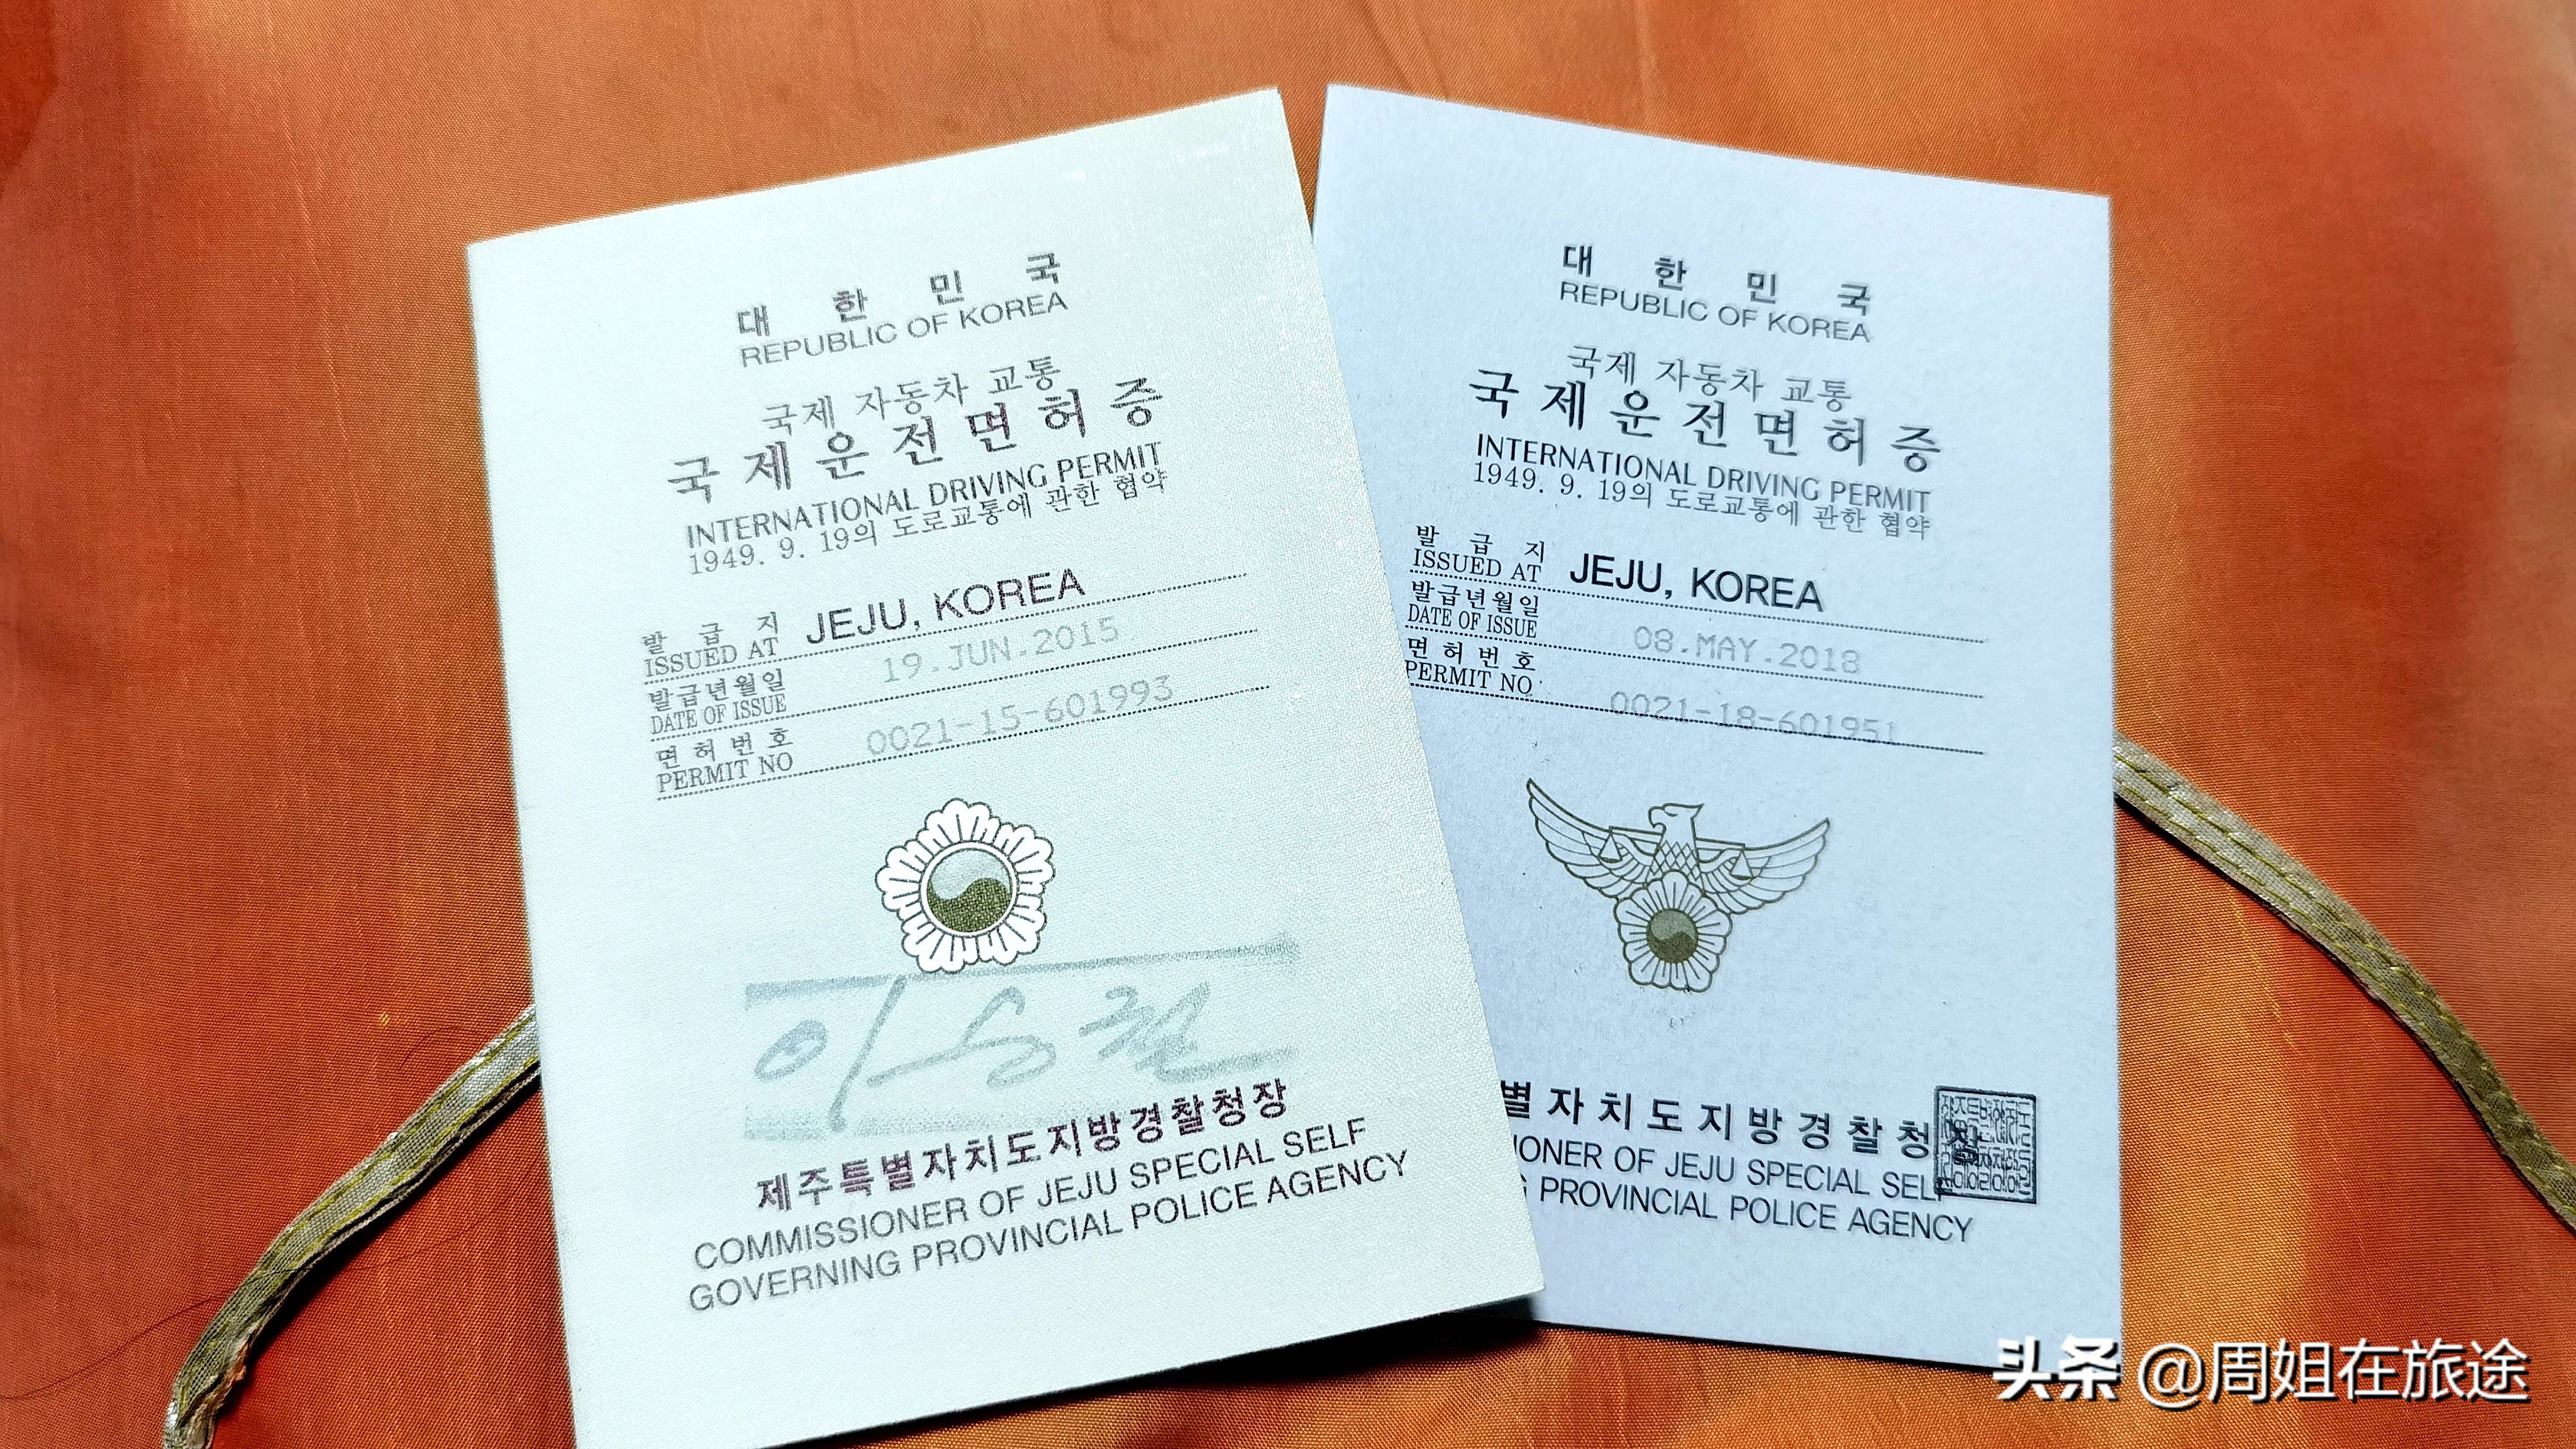 대 한 민 국
REPUBLIC OF KOREA
국제 자동차 교통
국제운전면허증
INTERNATIONAL DRIVING PERMIT
1949. 9. 19의 도로교통에 관한 협약
발 급 지
ISSUED AT JEJU, KOREA
발급년월일
DATE OF ISSUE 19.JUN.2015
면 허 번 호
PERMIT NO 0021-15-601993
제주특별자치도지방경찰청장
COMMISSIONER OF JEJU SPECIAL SELF
GOVERNING PROVINCIAL POLICE AGENCY
대 한 민 국
REPUBLIC OF KOREA
국제 자동차 교통
국제운전면허증
INTERNATIONAL DRIVING PERMIT
1949. 9. 19의 도로교통에 관한 협약
발 급 지
ISSUED AT JEJU, KOREA
발급년월일
DATE OF ISSUE 08.MAY.2018
면 허 번 호
PERMIT NO 0021-18-601951
별자치도지방경찰청장
IONER OF JEJU SPECIAL SELF
PROVINCIAL POLICE AGENCY
头条 @周姐在旅途